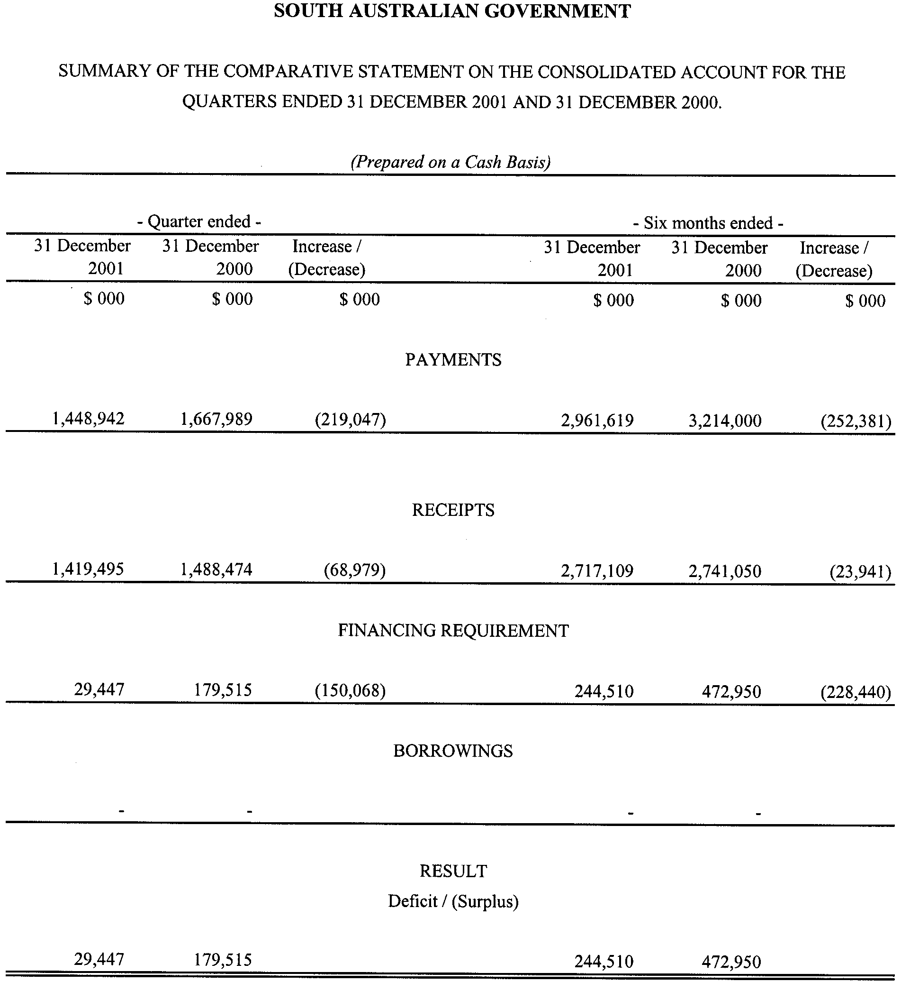 SOUTH AUSTRALIAN GOVERNMENT
SUMMARY OF THE COMPARATIVE STATEMENT ON THE CONSOLIDATED ACCOUNT FOR THE
QUARTERS ENDED 31 DECEMBER 2001 AND 31 DECEMBER 2000.
(Prepared on a Cash Basis)
- Quarter ended - - Six months ended -
31 December 31 December Increase / 31 December 31 December Increase /
2001 2000 (Decrease) 2001 2000 (Decrease)
$ 000 $ 000 $ 000 $ 000 $ 000 $ 000
PAYMENTS
1,448,942 1,667,989 (219,047) 2,961,619 3,214,000 (252,381)
RECEIPTS
1,419,495 1,488,474 (68,979) 2,717,109 2,741,050 (23,941)
FINANCING REQUIREMENT
29,447 179,515 (150,068) 244,510 472,950 (228,440)
BORROWINGS
- - - -
RESULT
Deficit / (Surplus)
29,447 179,515 244,510 472,950